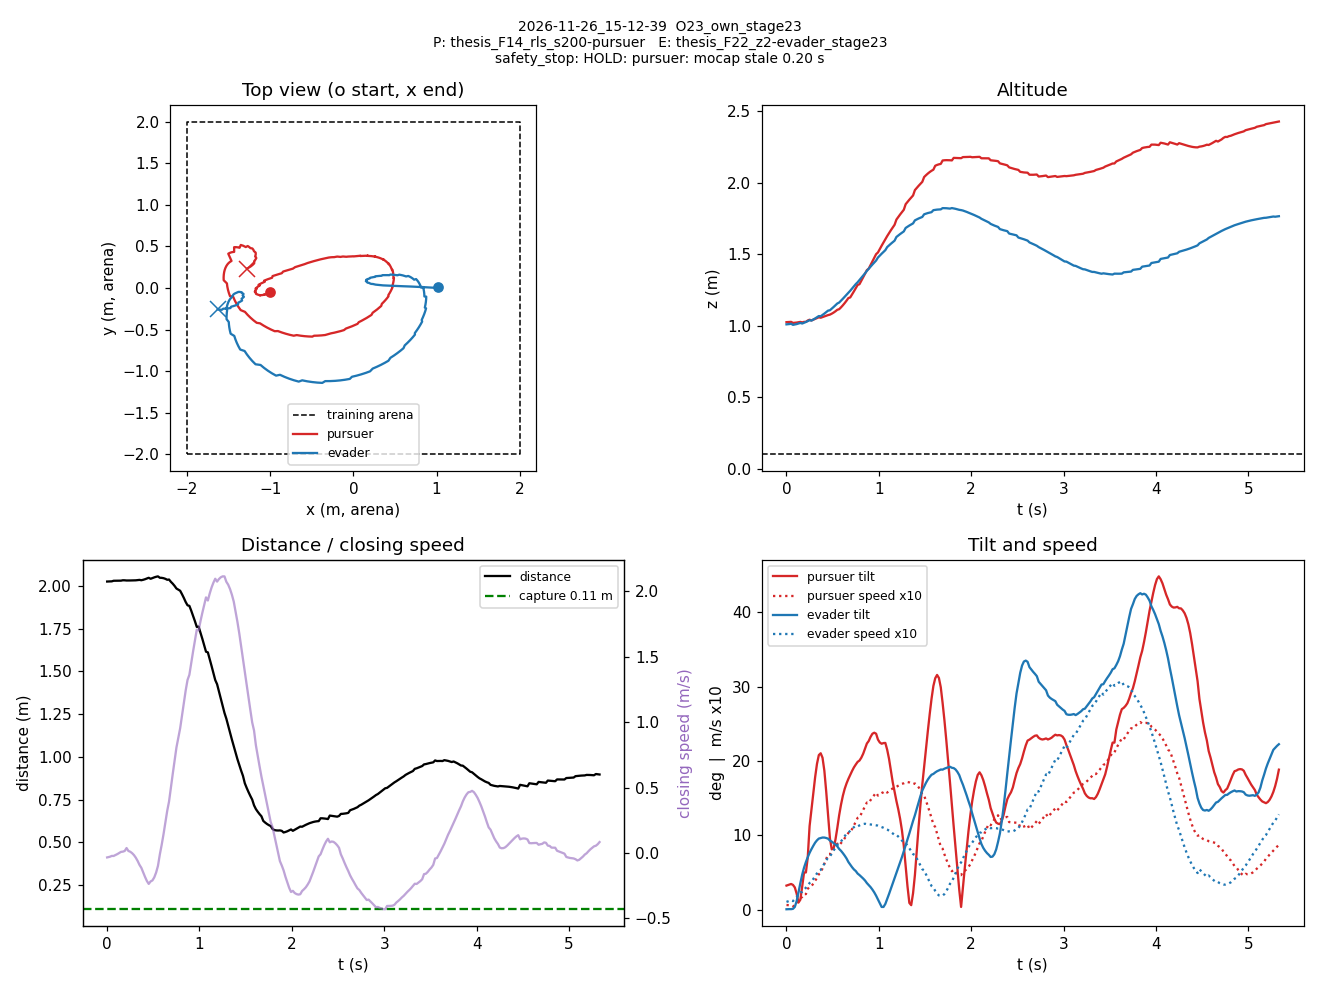 2026-11-26_15-12-39  O23_own_stage23
P: thesis_F14_rls_s200-pursuer   E: thesis_F22_z2-evader_stage23
safety_stop: HOLD: pursuer: mocap stale 0.20 s
Top view (o start, x end)
2.0
1.5
1.0
0.5
0.0
−0.5
−1.0
−1.5
−2.0
y (m, arena)
training arena
pursuer
evader
−2
−1
0
1
2
x (m, arena)
Altitude
2.5
2.0
1.5
1.0
0.5
0.0
z (m)
0
1
2
3
4
5
t (s)
Distance / closing speed
2.00
1.75
1.50
1.25
1.00
0.75
0.50
0.25
distance (m)
distance
capture 0.11 m
2.0
1.5
1.0
0.5
0.0
−0.5
closing speed (m/s)
0
1
2
3
4
5
t (s)
Tilt and speed
40
30
20
10
0
deg  |  m/s x10
pursuer tilt
pursuer speed x10
evader tilt
evader speed x10
0
1
2
3
4
5
t (s)